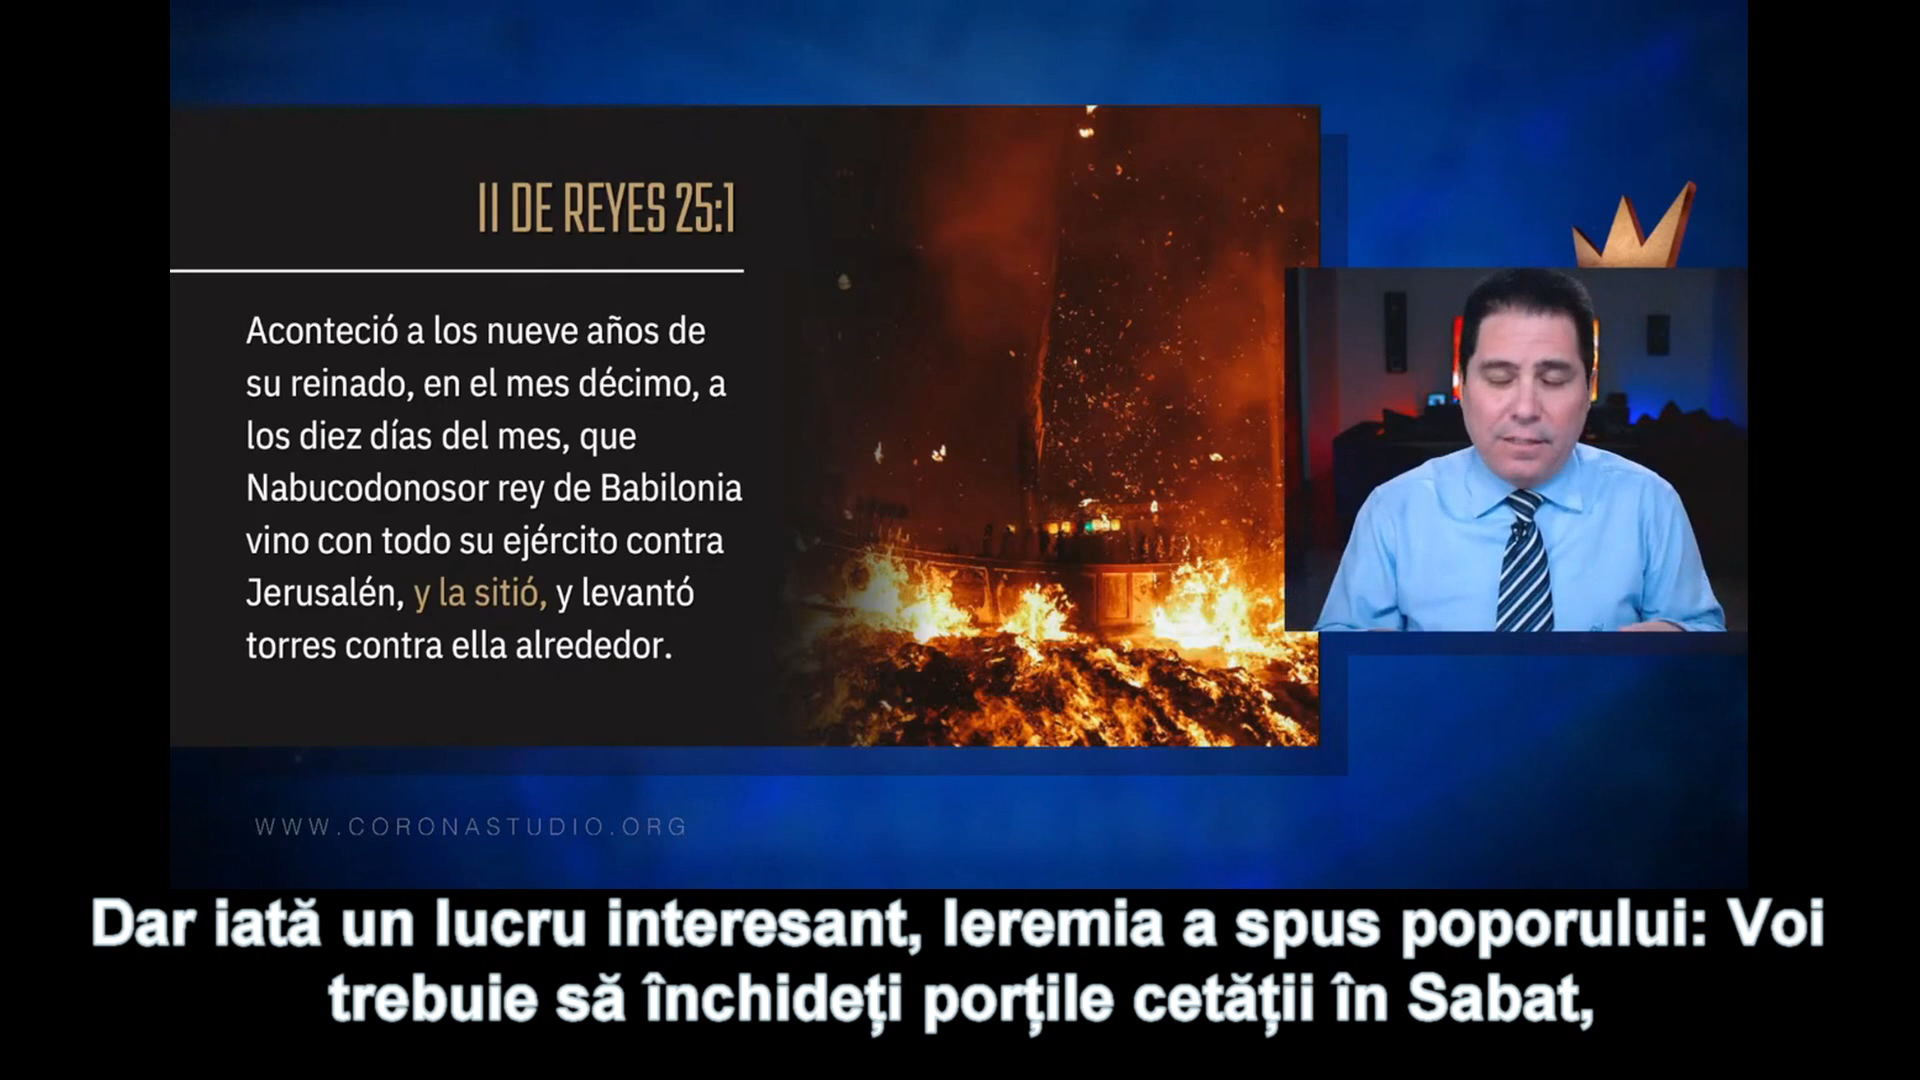 II DE REYES 25:1
Aconteció a los nueve años de
su reinado, en el mes décimo, a
los diez días del mes, que
Nabucodonosor rey de Babilonia
vino con todo su ejército contra
Jerusalén, y la sitió, y levantó
torres contra ella alrededor.
WWW.CORONASTUDIO.ORG
Dar iată un lucru interesant, Ieremia a spus poporului: Voi
trebuie să închideți porțile cetății în Sabat,